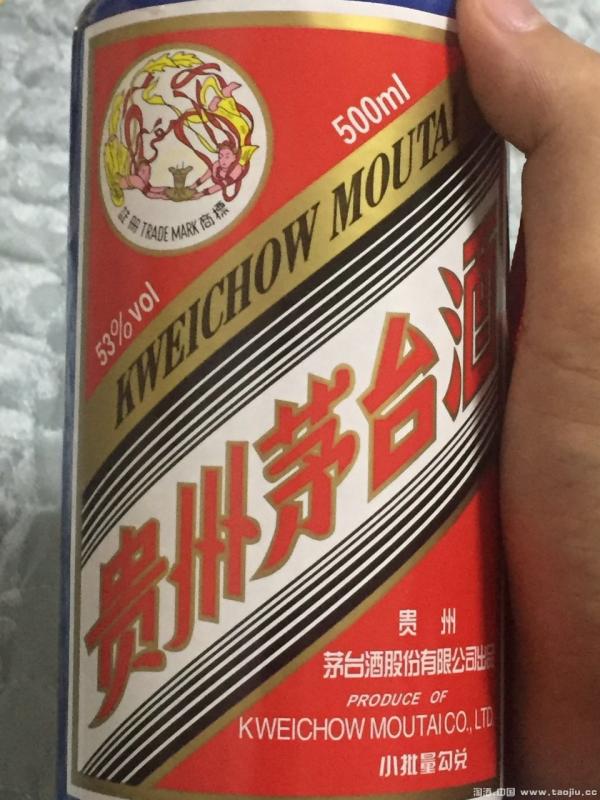 註册 TRADE MARK 商標
500ml
53%vol
KWEICHOW MOUTAI
贵州茅台酒
贵州
茅台酒股份有限公司出品
PRODUCE OF
KWEICHOW MOUTAI CO., LTD.
小批量勾兑
淘酒.中国 www.taojiu.cc